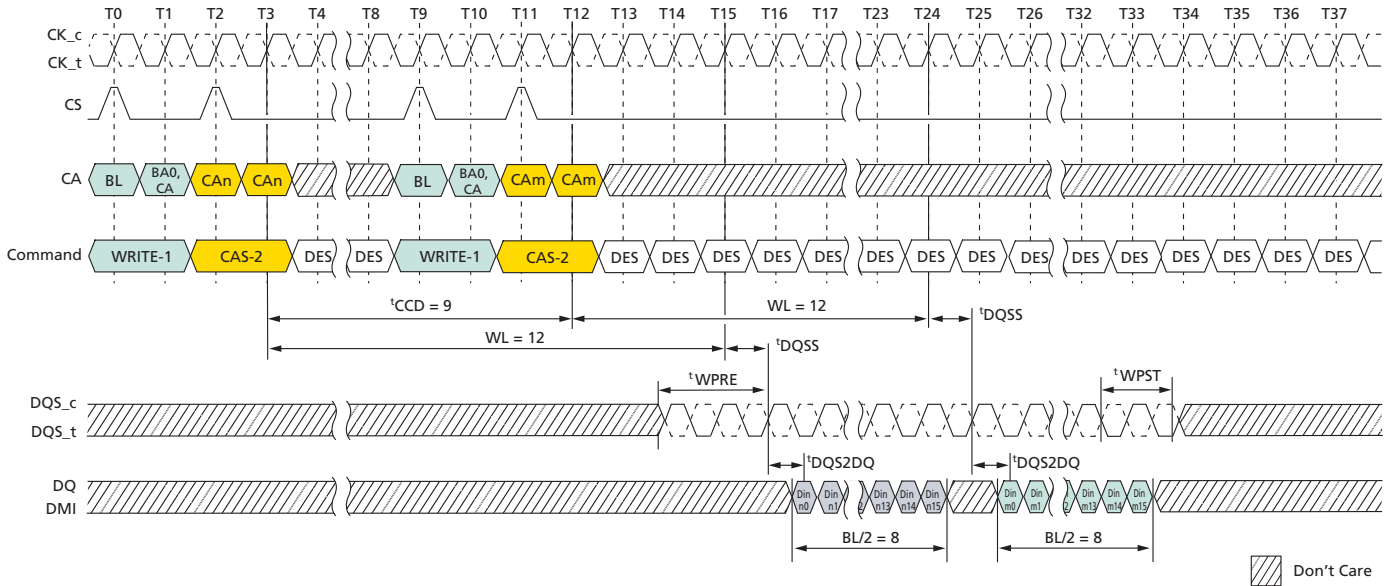 T0 T1 T2 T3 T4 T8 T9 T10 T11 T12 T13 T14 T15 T16 T17 T23 T24 T25 T26 T32 T33 T34 T35 T36 T37
CK_c
CK_t
CS
CA BL BA0, CA CAn CAn BL BA0, CA CAm CAm
Command WRITE-1 CAS-2 DES DES WRITE-1 CAS-2 DES DES DES DES DES DES DES DES DES DES DES DES DES DES DES
tCCD = 9 WL = 12 tDQSS
WL = 12 tDQSS
tWPRE tWPST
DQS_c
DQS_t
tDQS2DQ tDQS2DQ
DQ
DMI
Din n0 Din n1 2 Din n13 Din n14 Din n15 Din m0 Din m1 2 Din m13 Din m14 Din m15
BL/2 = 8 BL/2 = 8
Don't Care